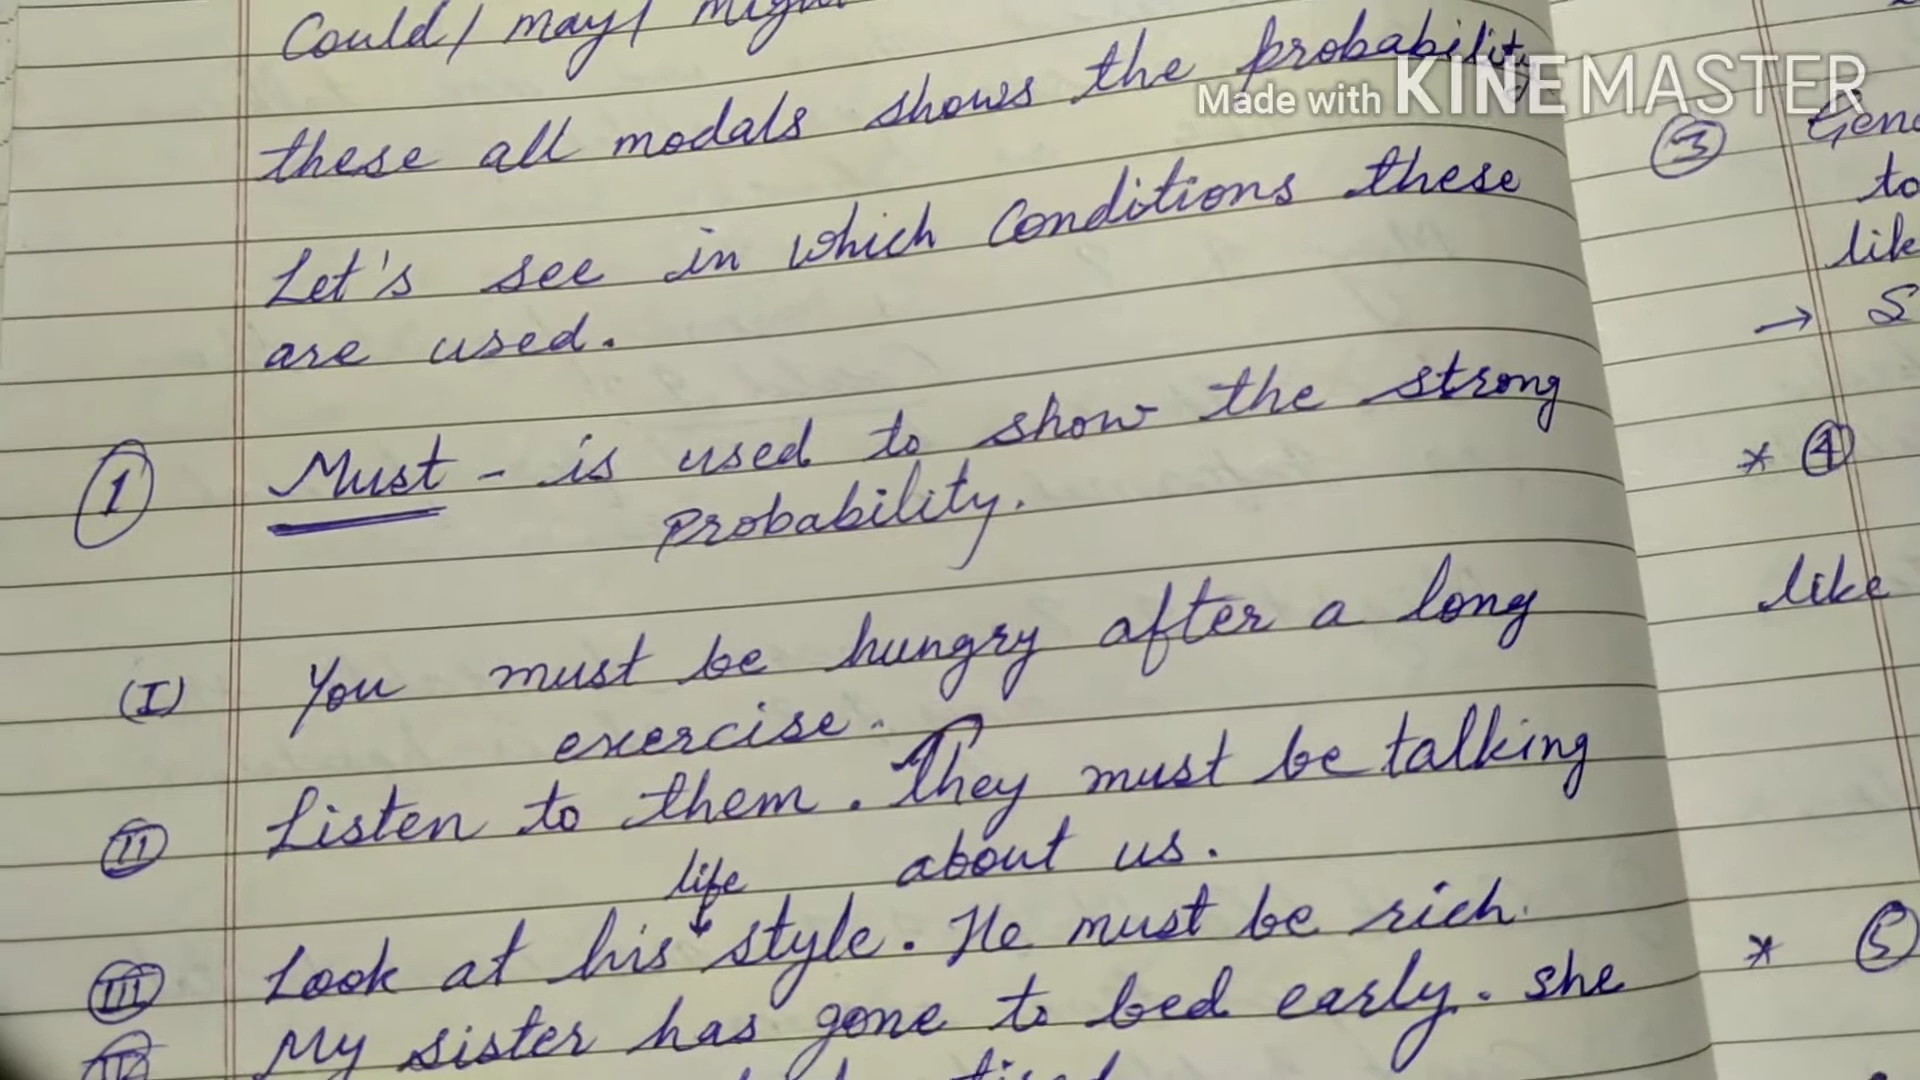 Could / may / might
these all modals shows the probability
Let's see in which conditions these
are used.
① Must - is used to show the strong
probability.
(I) You must be hungry after a long
exercise.
(II) Listen to them. They must be talking
about us.
life
(III) Look at his style. He must be rich.
My sister has gone to bed early. she
Made with KINEMASTER
③
to
→ S
* ④
like
* ⑤